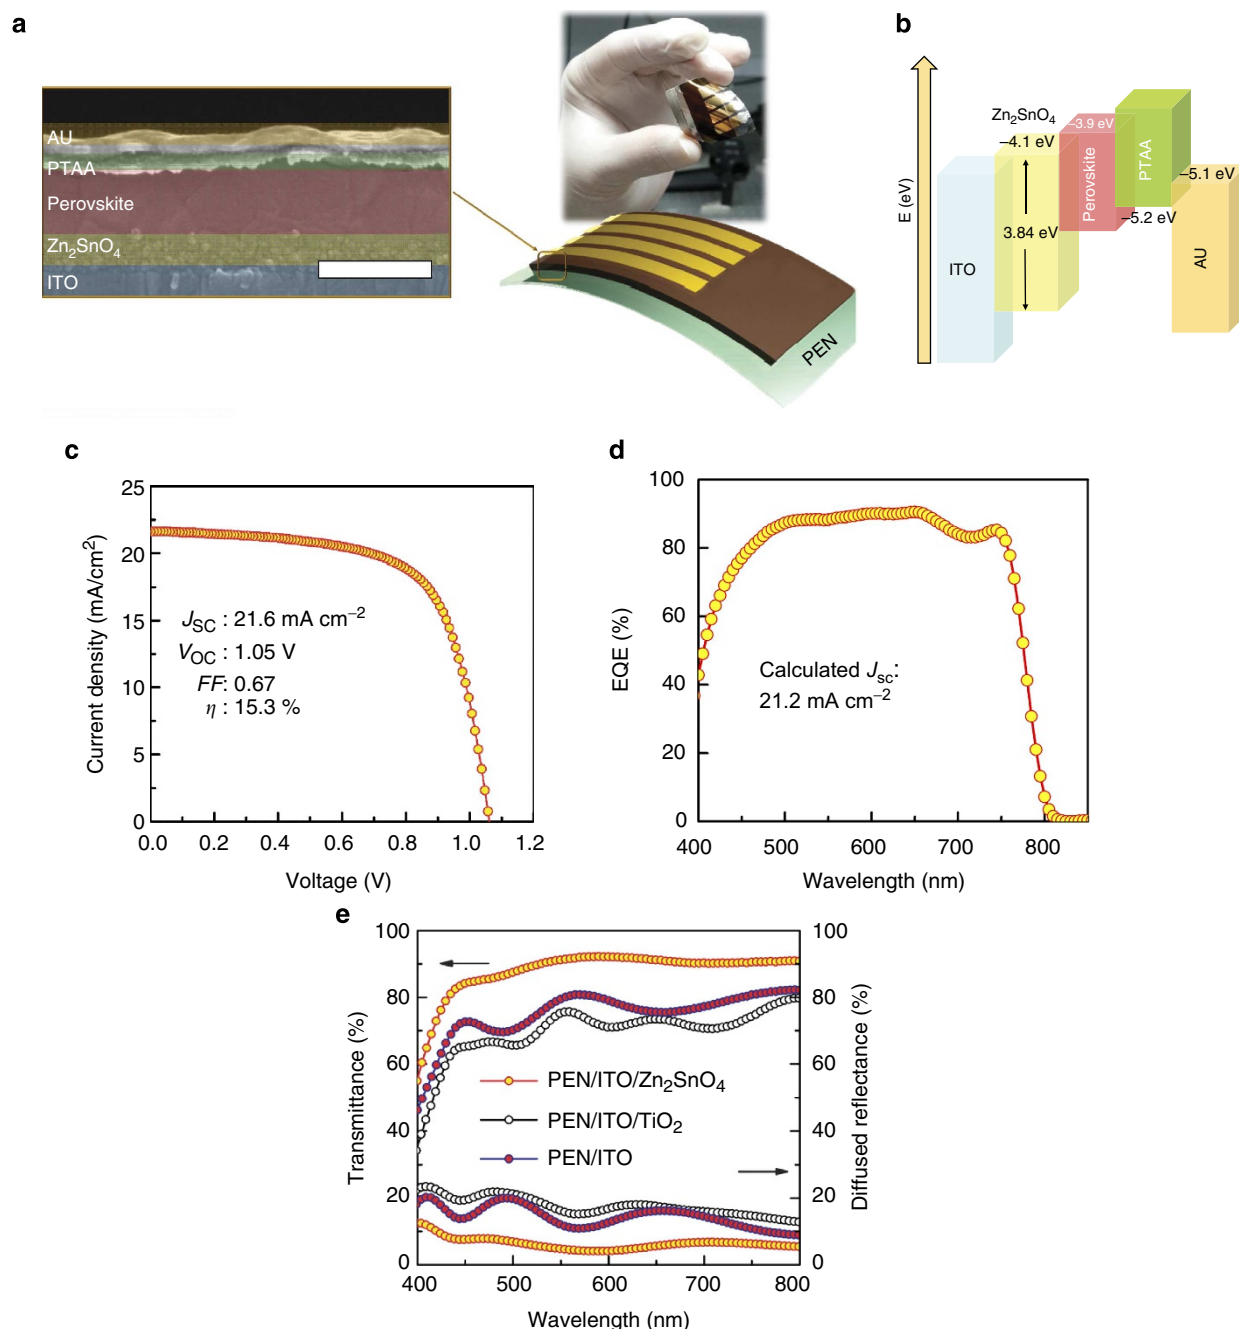 a
AU
PTAA
Perovskite
Zn₂SnO₄
ITO
PEN
b
E (eV)
ITO
Zn₂SnO₄
−4.1 eV
3.84 eV
−3.9 eV
Perovskite
PTAA
−5.2 eV
−5.1 eV
AU
c
Current density (mA/cm²)
25
20
15
10
5
0
0.0 0.2 0.4 0.6 0.8 1.0 1.2
Voltage (V)
JSC : 21.6 mA cm⁻²
VOC : 1.05 V
FF: 0.67
η : 15.3 %
d
EQE (%)
100
80
60
40
20
0
400 500 600 700 800
Wavelength (nm)
Calculated Jsc:
21.2 mA cm⁻²
e
Transmittance (%)
100
80
60
40
20
0
PEN/ITO/Zn₂SnO₄
PEN/ITO/TiO₂
PEN/ITO
100
80
60
40
20
0
Diffused reflectance (%)
400 500 600 700 800
Wavelength (nm)